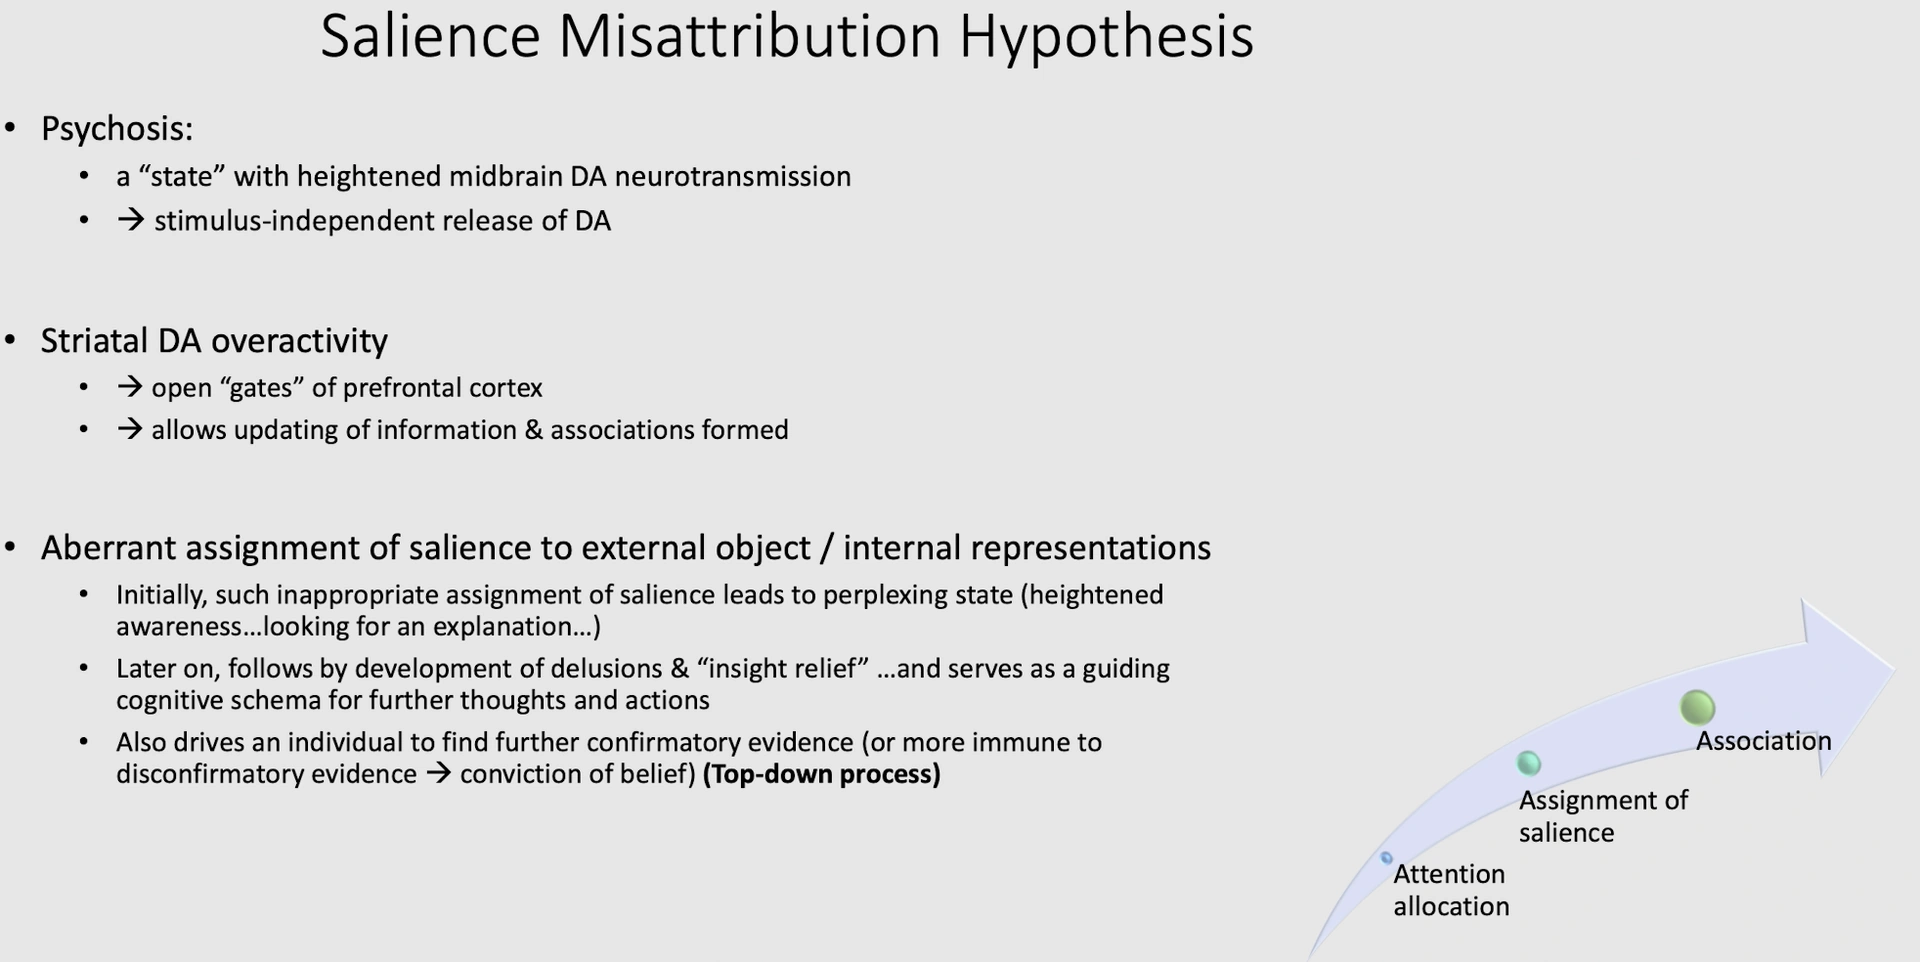 Salience Misattribution Hypothesis
• Psychosis:
• a “state” with heightened midbrain DA neurotransmission
• → stimulus-independent release of DA
• Striatal DA overactivity
• → open “gates” of prefrontal cortex
• → allows updating of information & associations formed
• Aberrant assignment of salience to external object / internal representations
• Initially, such inappropriate assignment of salience leads to perplexing state (heightened
awareness...looking for an explanation...)
• Later on, follows by development of delusions & “insight relief” ...and serves as a guiding
cognitive schema for further thoughts and actions
• Also drives an individual to find further confirmatory evidence (or more immune to
disconfirmatory evidence → conviction of belief) (Top-down process)
Attention
allocation
Assignment of
salience
Association